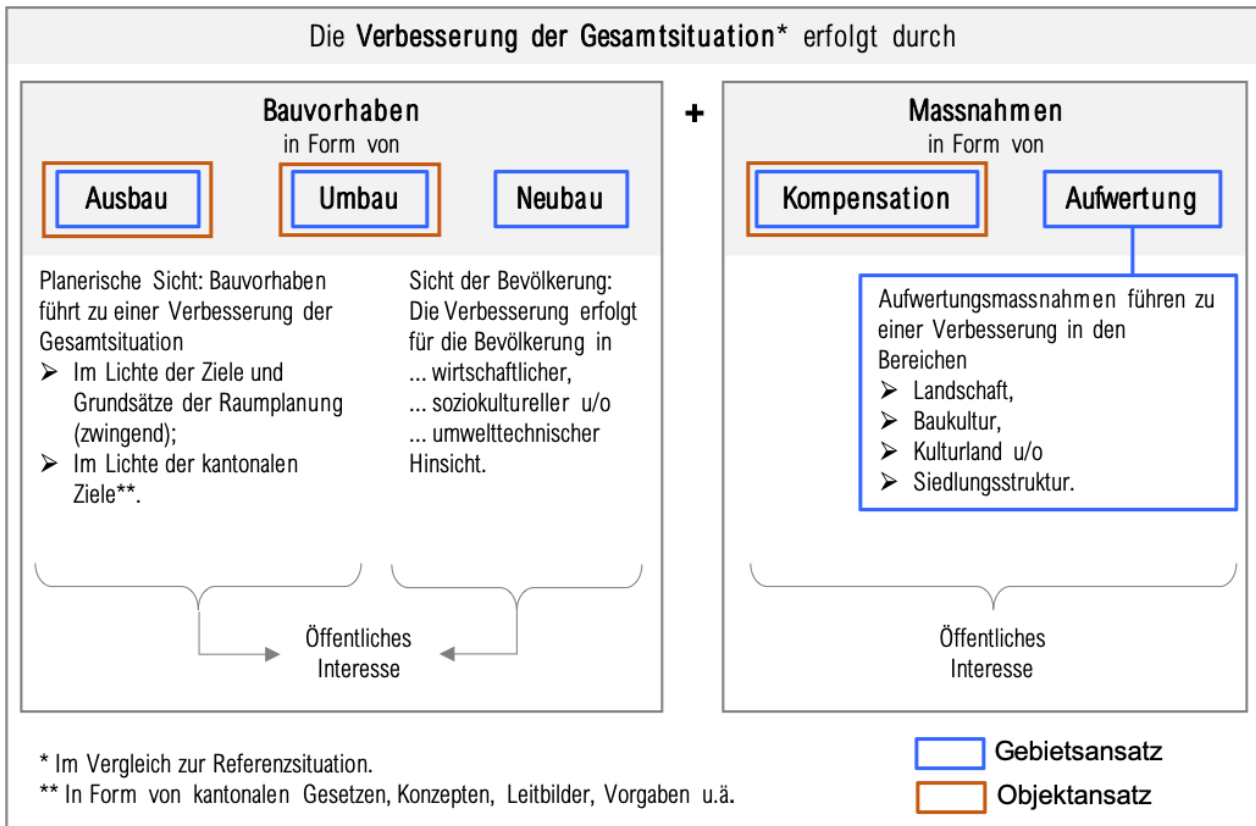 Die Verbesserung der Gesamtsituation* erfolgt durch
Bauvorhaben
in Form von
Ausbau
Umbau
Neubau
Planerische Sicht: Bauvorhaben
führt zu einer Verbesserung der
Gesamtsituation
➤ Im Lichte der Ziele und
Grundsätze der Raumplanung
(zwingend);
➤ Im Lichte der kantonalen
Ziele**.
Sicht der Bevölkerung:
Die Verbesserung erfolgt
für die Bevölkerung in
... wirtschaftlicher,
... soziokultureller u/o
... umwelttechnischer
Hinsicht.
Öffentliches
Interesse
+
Massnahmen
in Form von
Kompensation
Aufwertung
Aufwertungsmassnahmen führen zu
einer Verbesserung in den
Bereichen
➤ Landschaft,
➤ Baukultur,
➤ Kulturland u/o
➤ Siedlungsstruktur.
Öffentliches
Interesse
* Im Vergleich zur Referenzsituation.
** In Form von kantonalen Gesetzen, Konzepten, Leitbilder, Vorgaben u.ä.
Gebietsansatz
Objektansatz